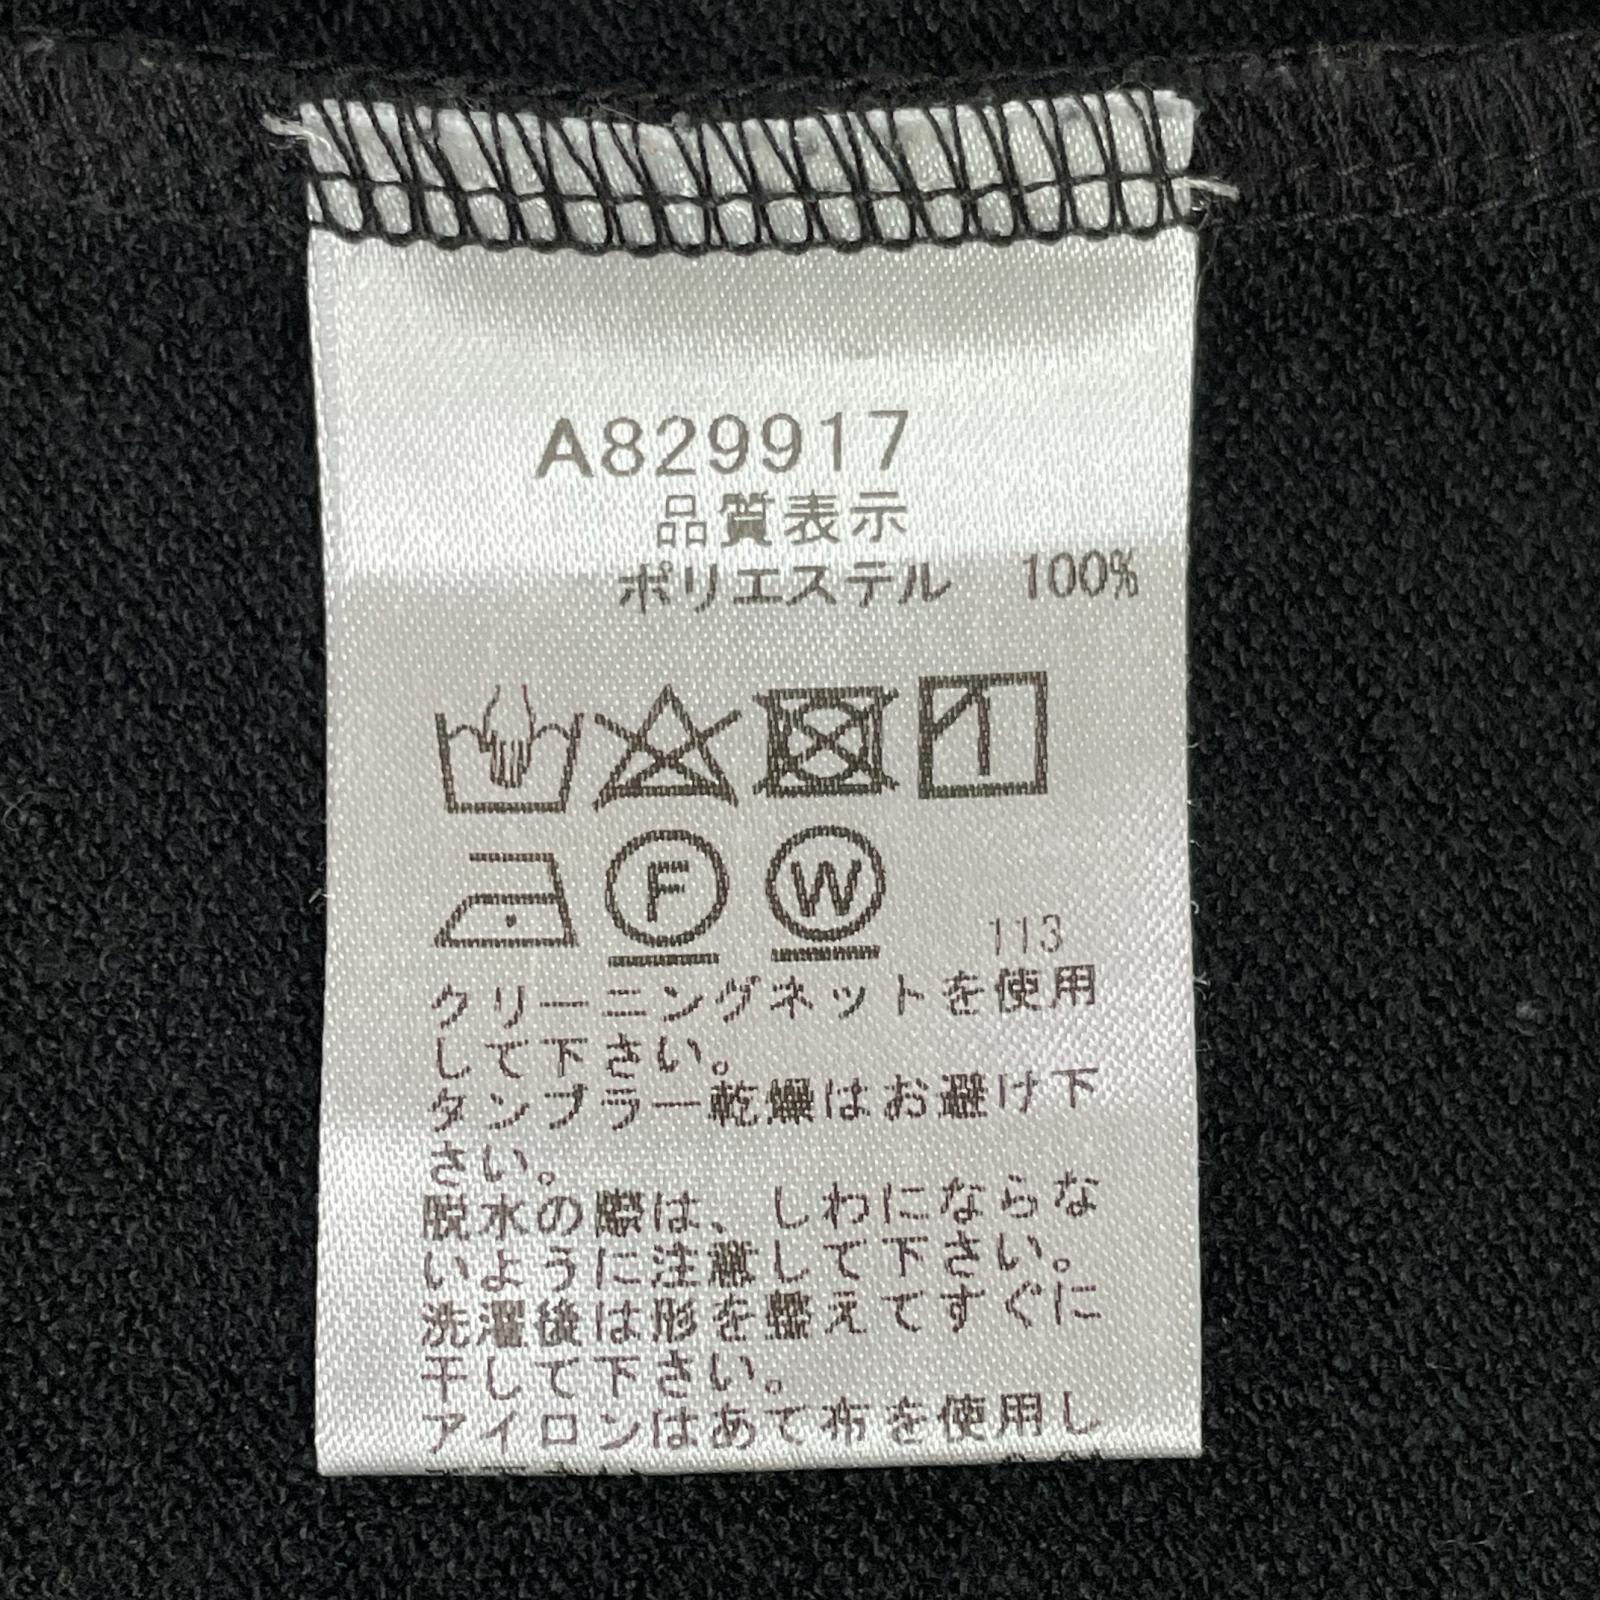 A829917
品質表示
ポリエステル 100%
F W
113
クリーニングネットを使用
して下さい。
タンブラー乾燥はお避け下
さい。
脱水の際は、しわにならな
いように注意して下さい。
洗濯後は形を整えてすぐに
干して下さい。
アイロンはあて布を使用し